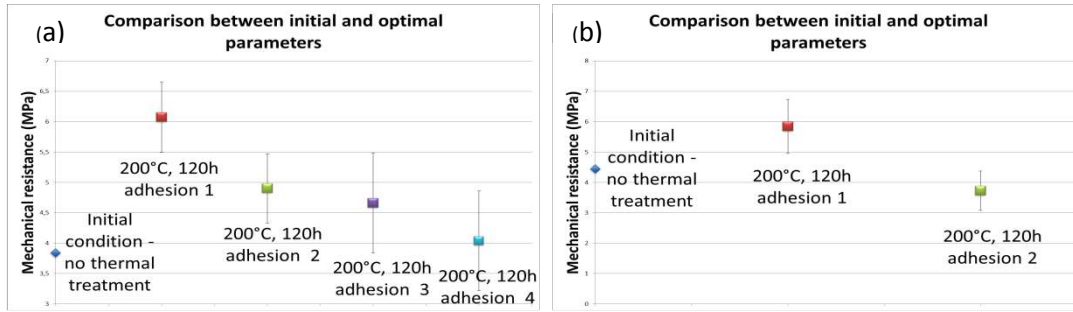 (a)
Comparison between initial and optimal
parameters
Mechanical resistance (MPa)
7
6,5
6
5,5
5
4,5
4
3,5
3
200°C, 120h
adhesion 1
200°C, 120h
adhesion 2
200°C, 120h
adhesion 3
200°C, 120h
adhesion 4
Initial
condition -
no thermal
treatment
(b)
Comparison between initial and optimal
parameters
Mechanical resistance (MPa)
8
7
6
5
4
3
2
1
0
Initial
condition -
no thermal
treatment
200°C, 120h
adhesion 1
200°C, 120h
adhesion 2